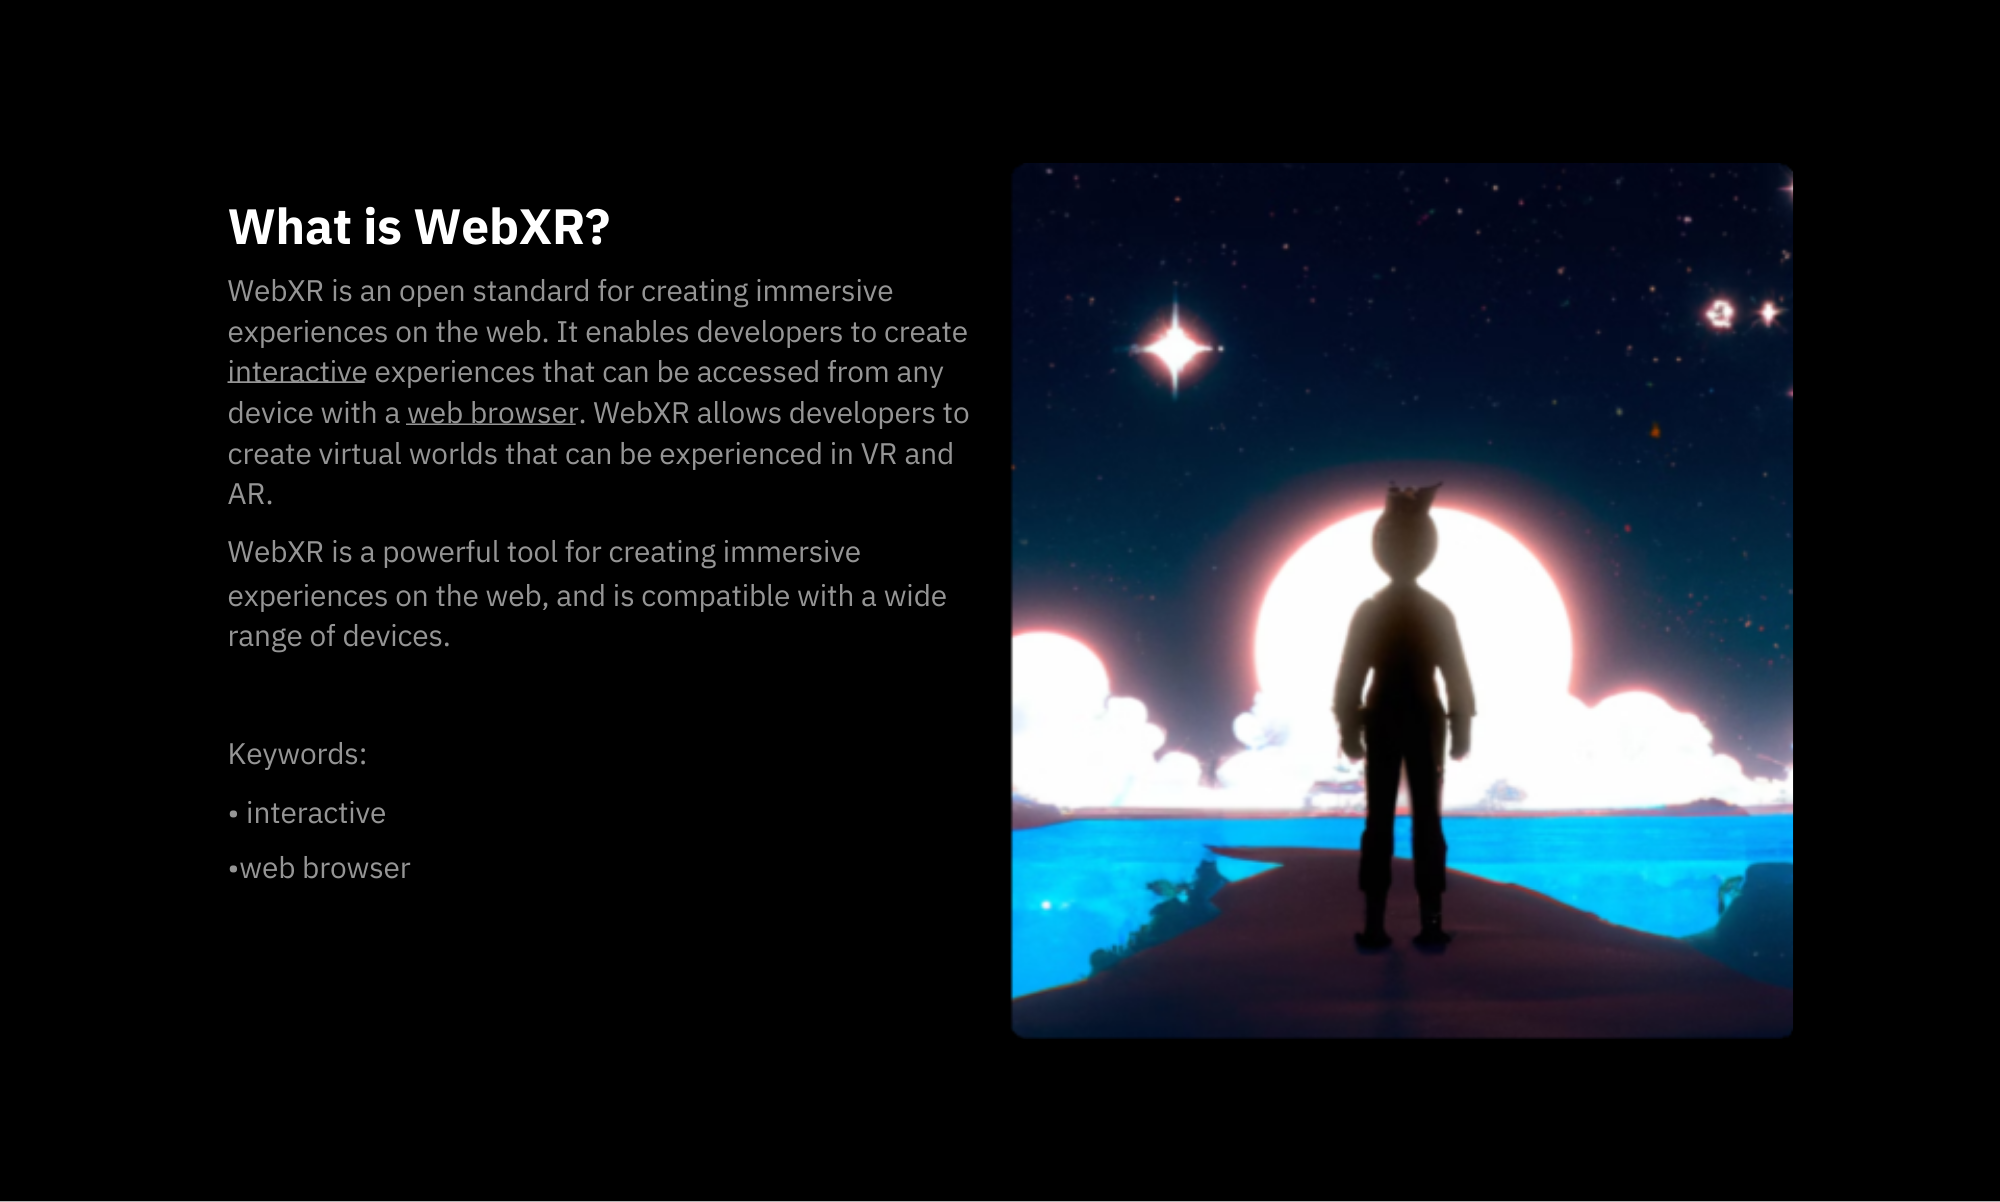 What is WebXR?
WebXR is an open standard for creating immersive
experiences on the web. It enables developers to create
interactive experiences that can be accessed from any
device with a web browser. WebXR allows developers to
create virtual worlds that can be experienced in VR and
AR.
WebXR is a powerful tool for creating immersive
experiences on the web, and is compatible with a wide
range of devices.
Keywords:
• interactive
•web browser